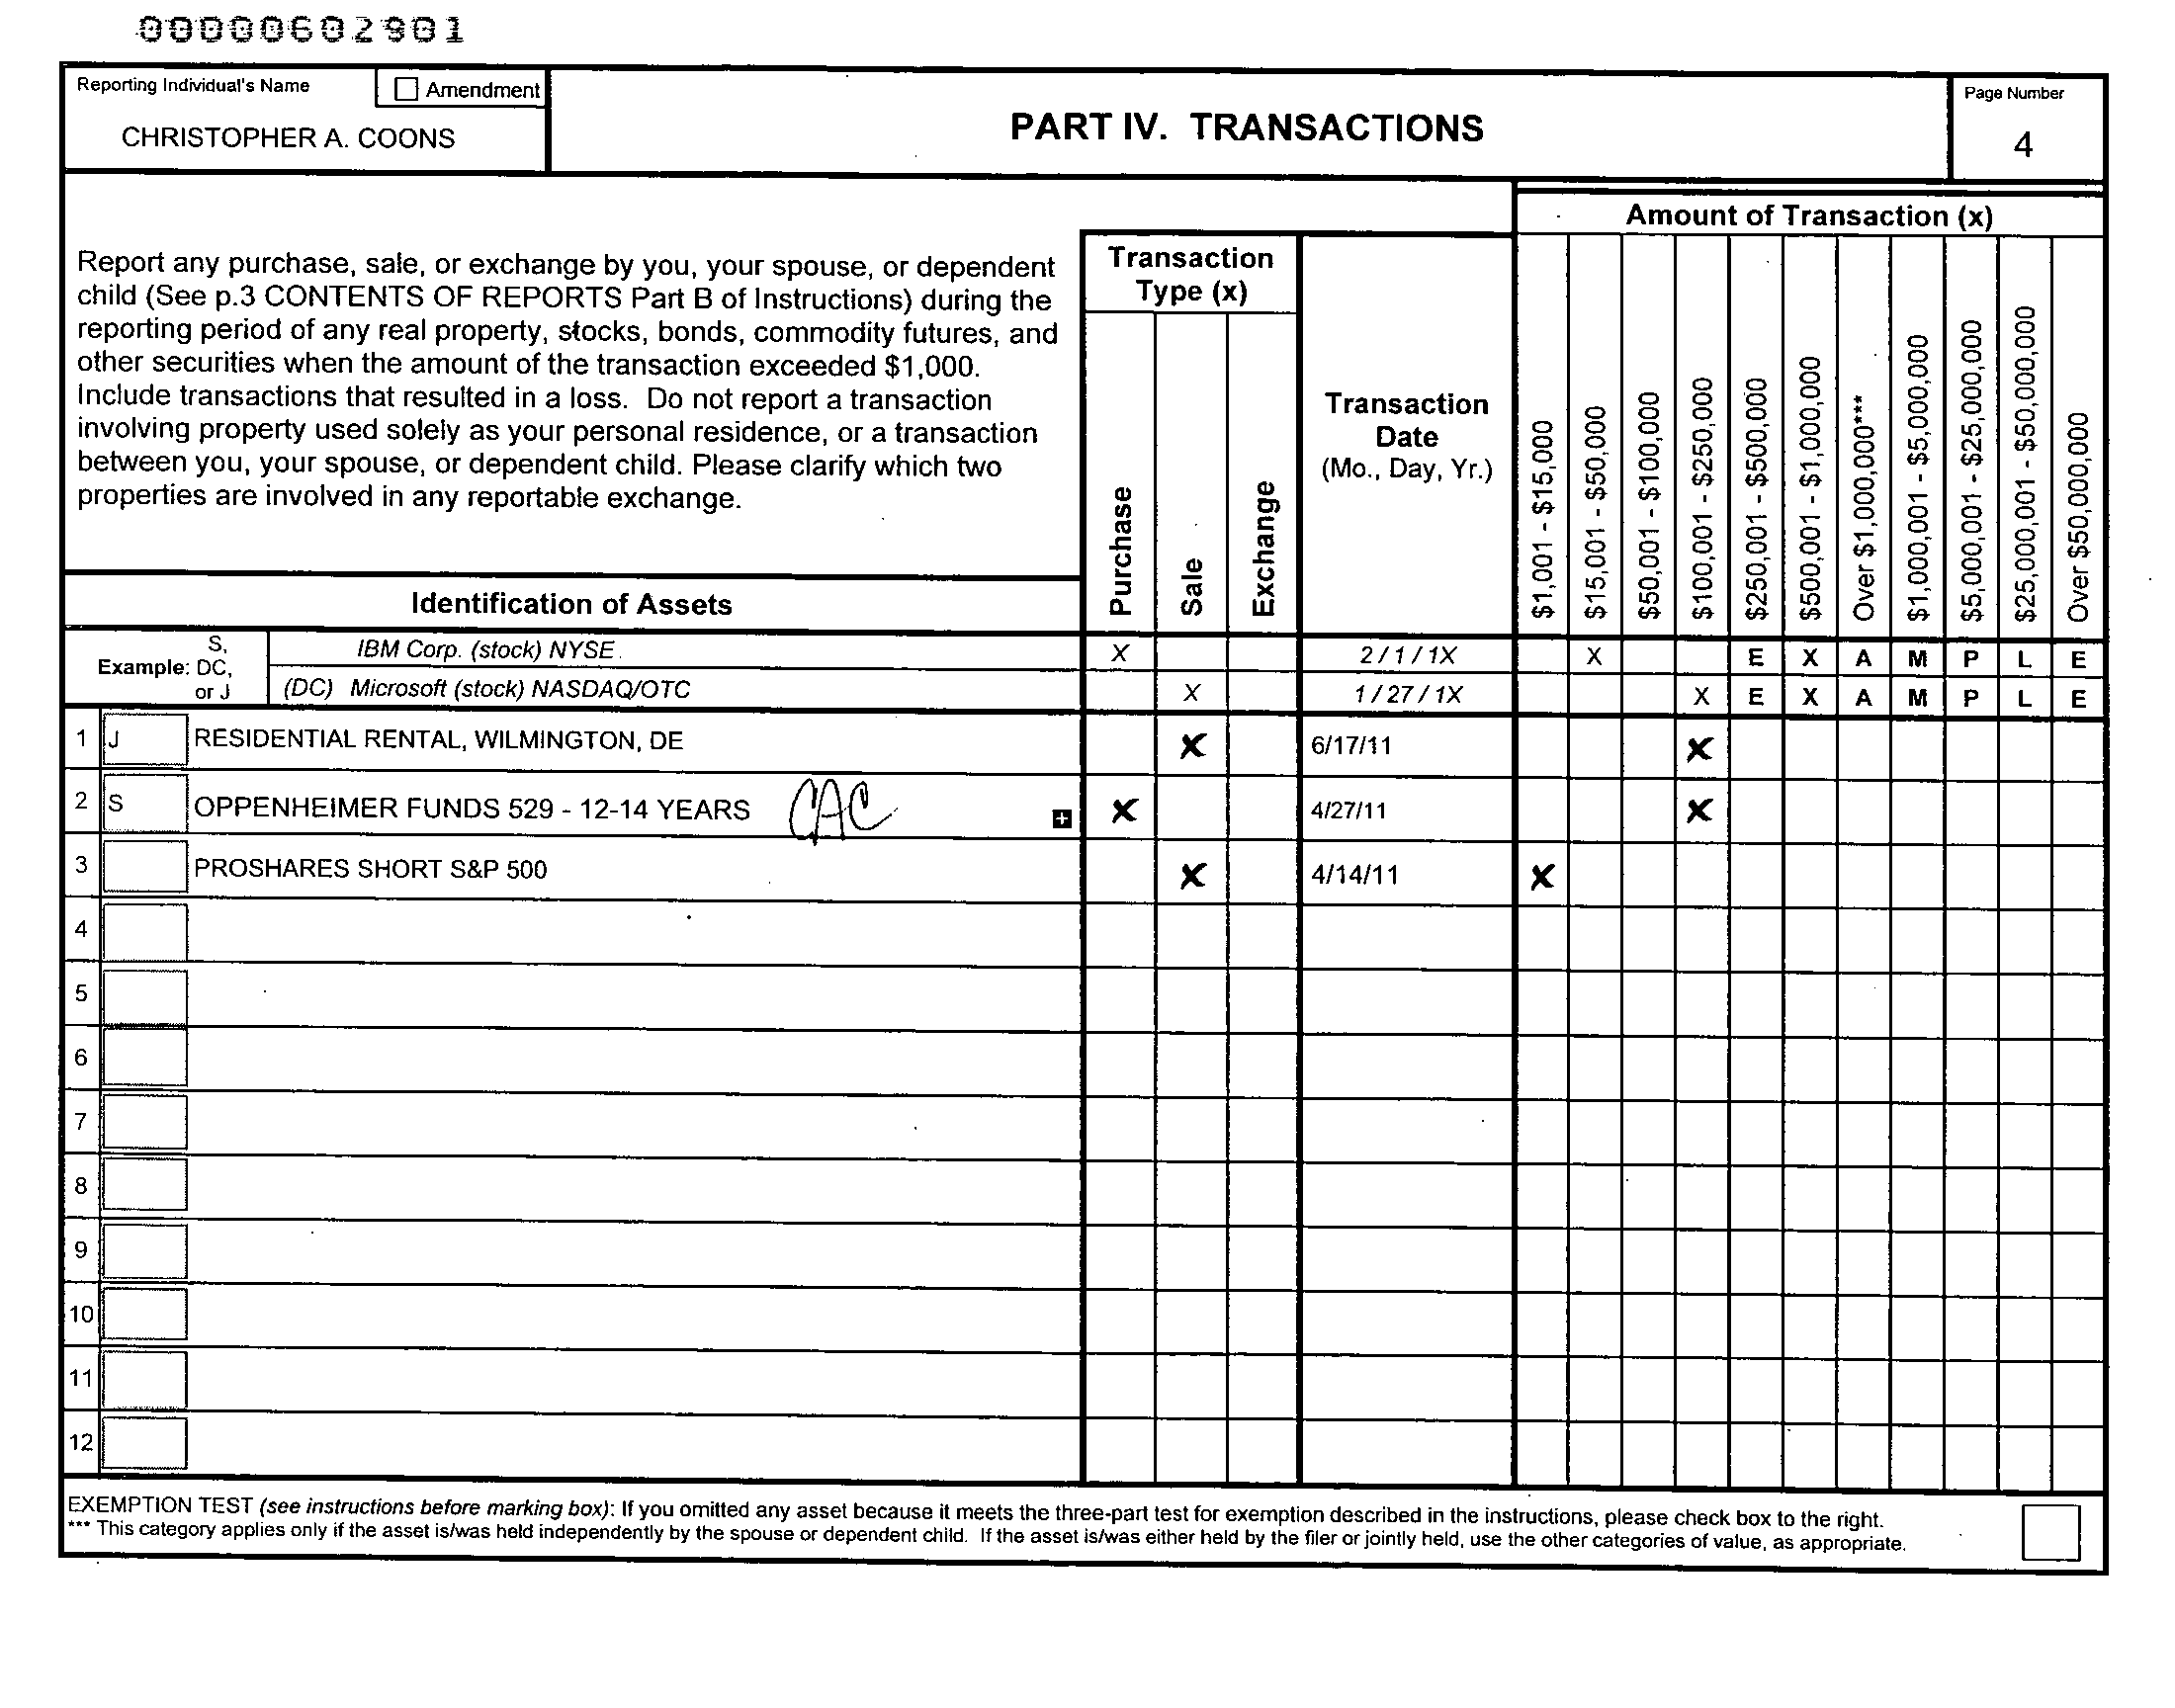 00000602901
Reporting Individual's Name
Amendment
CHRISTOPHER A. COONS
PART IV. TRANSACTIONS
Page Number
4
Amount of Transaction (x)
Report any purchase, sale, or exchange by you, your spouse, or dependent
child (See p.3 CONTENTS OF REPORTS Part B of Instructions) during the
reporting period of any real property, stocks, bonds, commodity futures, and
other securities when the amount of the transaction exceeded $1,000.
Include transactions that resulted in a loss. Do not report a transaction
involving property used solely as your personal residence, or a transaction
between you, your spouse, or dependent child. Please clarify which two
properties are involved in any reportable exchange.
Transaction
Type (x)
Purchase
Sale
Exchange
Transaction
Date
(Mo., Day, Yr.)
$1,001 - $15,000
$15,001 - $50,000
$50,001 - $100,000
$100,001 - $250,000
$250,001 - $500,000
$500,001 - $1,000,000
Over $1,000,000***
$1,000,001 - $5,000,000
$5,000,001 - $25,000,000
$25,000,001 - $50,000,000
Over $50,000,000
Identification of Assets
Example:
S,
DC,
or J
IBM Corp. (stock) NYSE X 2 / 1 / 1X X E X A M P L E
(DC) Microsoft (stock) NASDAQ/OTC X 1 / 27 / 1X X E X A M P L E
1 J RESIDENTIAL RENTAL, WILMINGTON, DE X 6/17/11 X
2 S OPPENHEIMER FUNDS 529 - 12-14 YEARS CAC + X 4/27/11 X
3 PROSHARES SHORT S&P 500 X 4/14/11 X
4
5
6
7
8
9
10
11
12
EXEMPTION TEST (see instructions before marking box): If you omitted any asset because it meets the three-part test for exemption described in the instructions, please check box to the right.
*** This category applies only if the asset is/was held independently by the spouse or dependent child. If the asset is/was either held by the filer or jointly held, use the other categories of value, as appropriate.